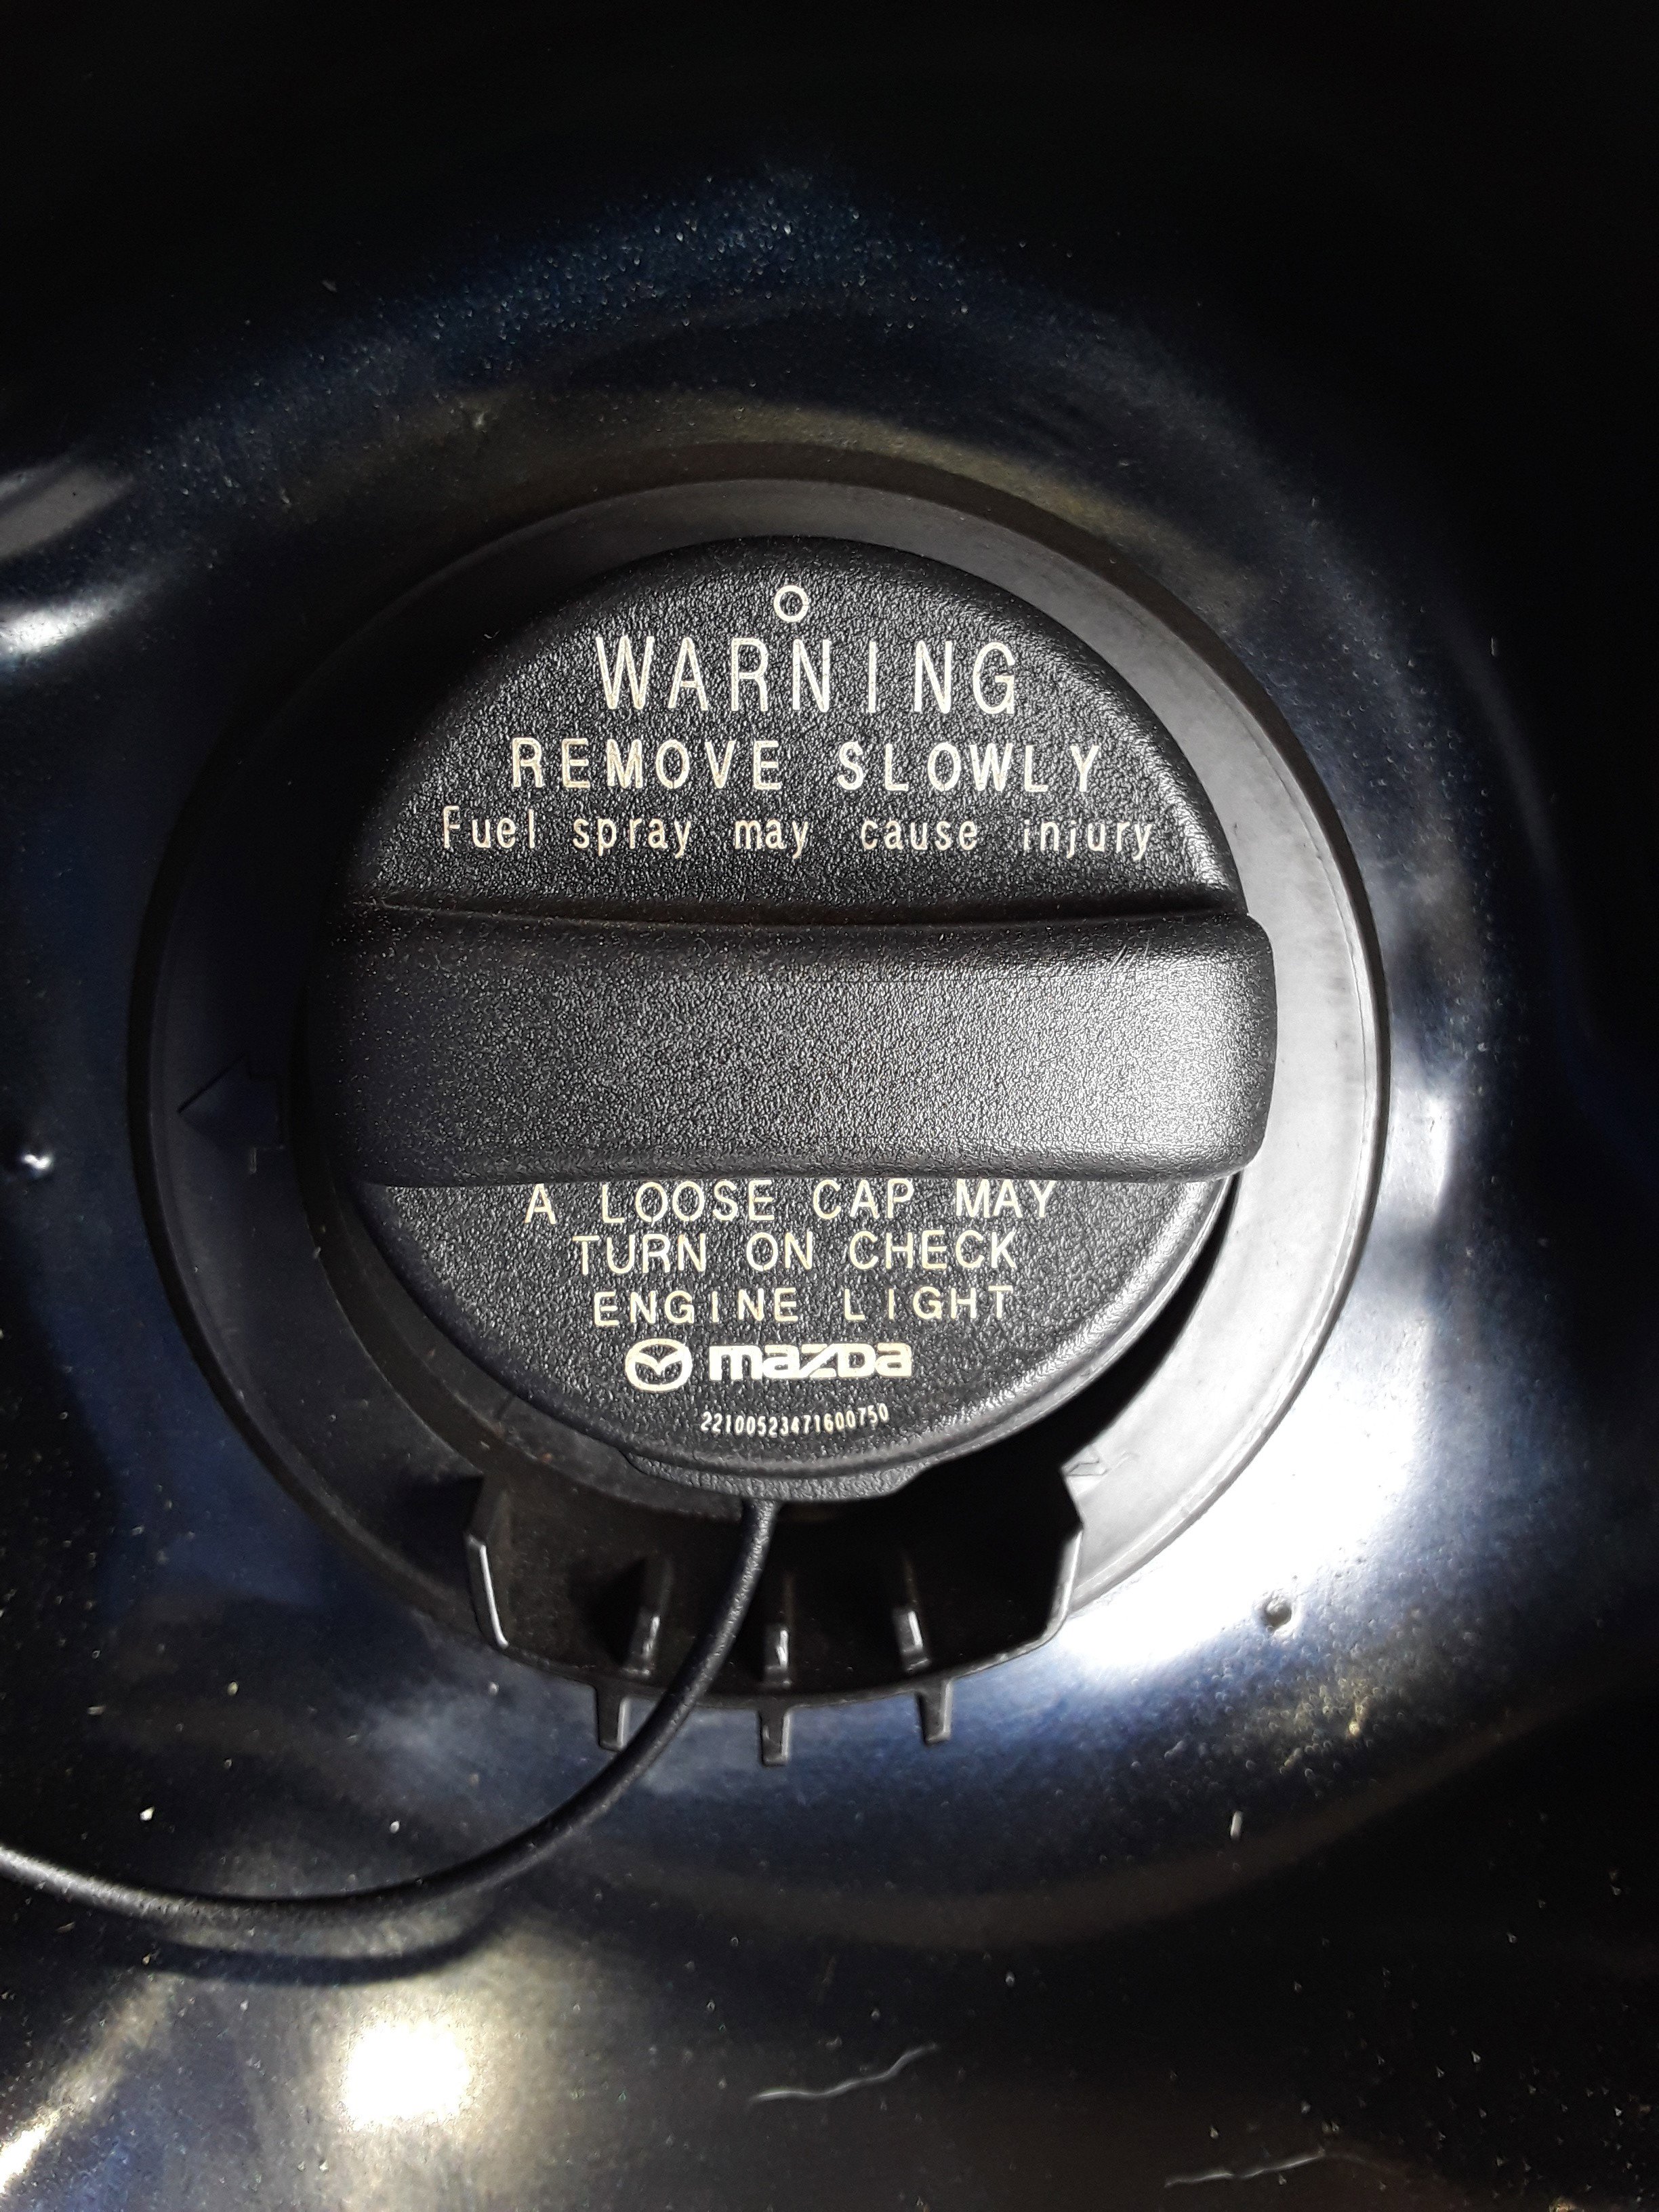 WARNING
REMOVE SLOWLY
Fuel spray may cause injury
A LOOSE CAP MAY
TURN ON CHECK
ENGINE LIGHT
mazda
22100523471600750